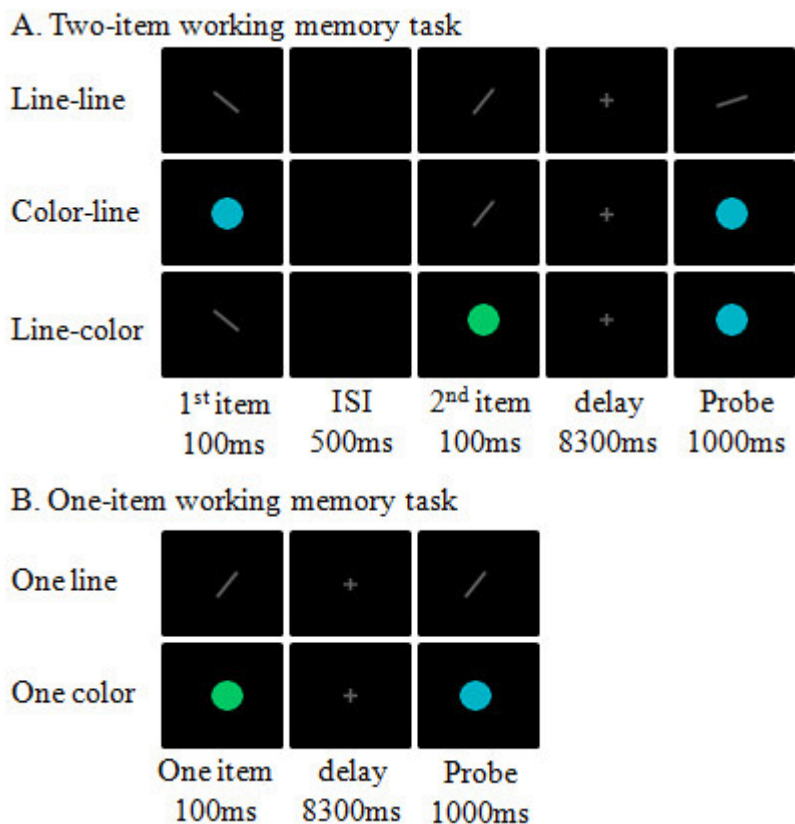 A. Two-item working memory task
Line-line
Color-line
Line-color
1st item ISI 2nd item delay Probe
100ms 500ms 100ms 8300ms 1000ms
B. One-item working memory task
One line
One color
One item delay Probe
100ms 8300ms 1000ms